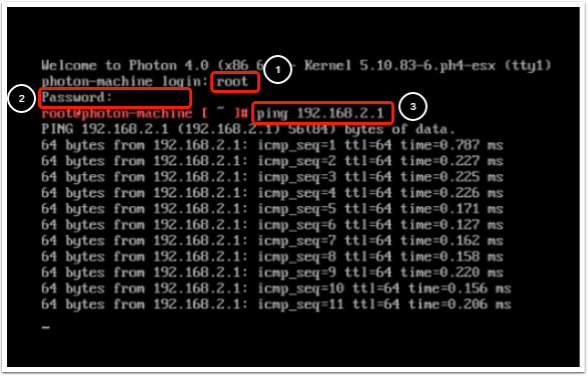 Welcome to Photon 4.0 (x86_6 - Kernel 5.10.83-6.ph4-esx (tty1)
1
photon-machine login: root
2
Password:
root@photon-machine [ ~ ]# ping 192.168.2.1
3
PING 192.168.2.1 (192.168.2.1) 56(84) bytes of data.
64 bytes from 192.168.2.1: icmp_seq=1 ttl=64 time=0.787 ms
64 bytes from 192.168.2.1: icmp_seq=2 ttl=64 time=0.227 ms
64 bytes from 192.168.2.1: icmp_seq=3 ttl=64 time=0.225 ms
64 bytes from 192.168.2.1: icmp_seq=4 ttl=64 time=0.226 ms
64 bytes from 192.168.2.1: icmp_seq=5 ttl=64 time=0.171 ms
64 bytes from 192.168.2.1: icmp_seq=6 ttl=64 time=0.127 ms
64 bytes from 192.168.2.1: icmp_seq=7 ttl=64 time=0.162 ms
64 bytes from 192.168.2.1: icmp_seq=8 ttl=64 time=0.158 ms
64 bytes from 192.168.2.1: icmp_seq=9 ttl=64 time=0.220 ms
64 bytes from 192.168.2.1: icmp_seq=10 ttl=64 time=0.156 ms
64 bytes from 192.168.2.1: icmp_seq=11 ttl=64 time=0.206 ms